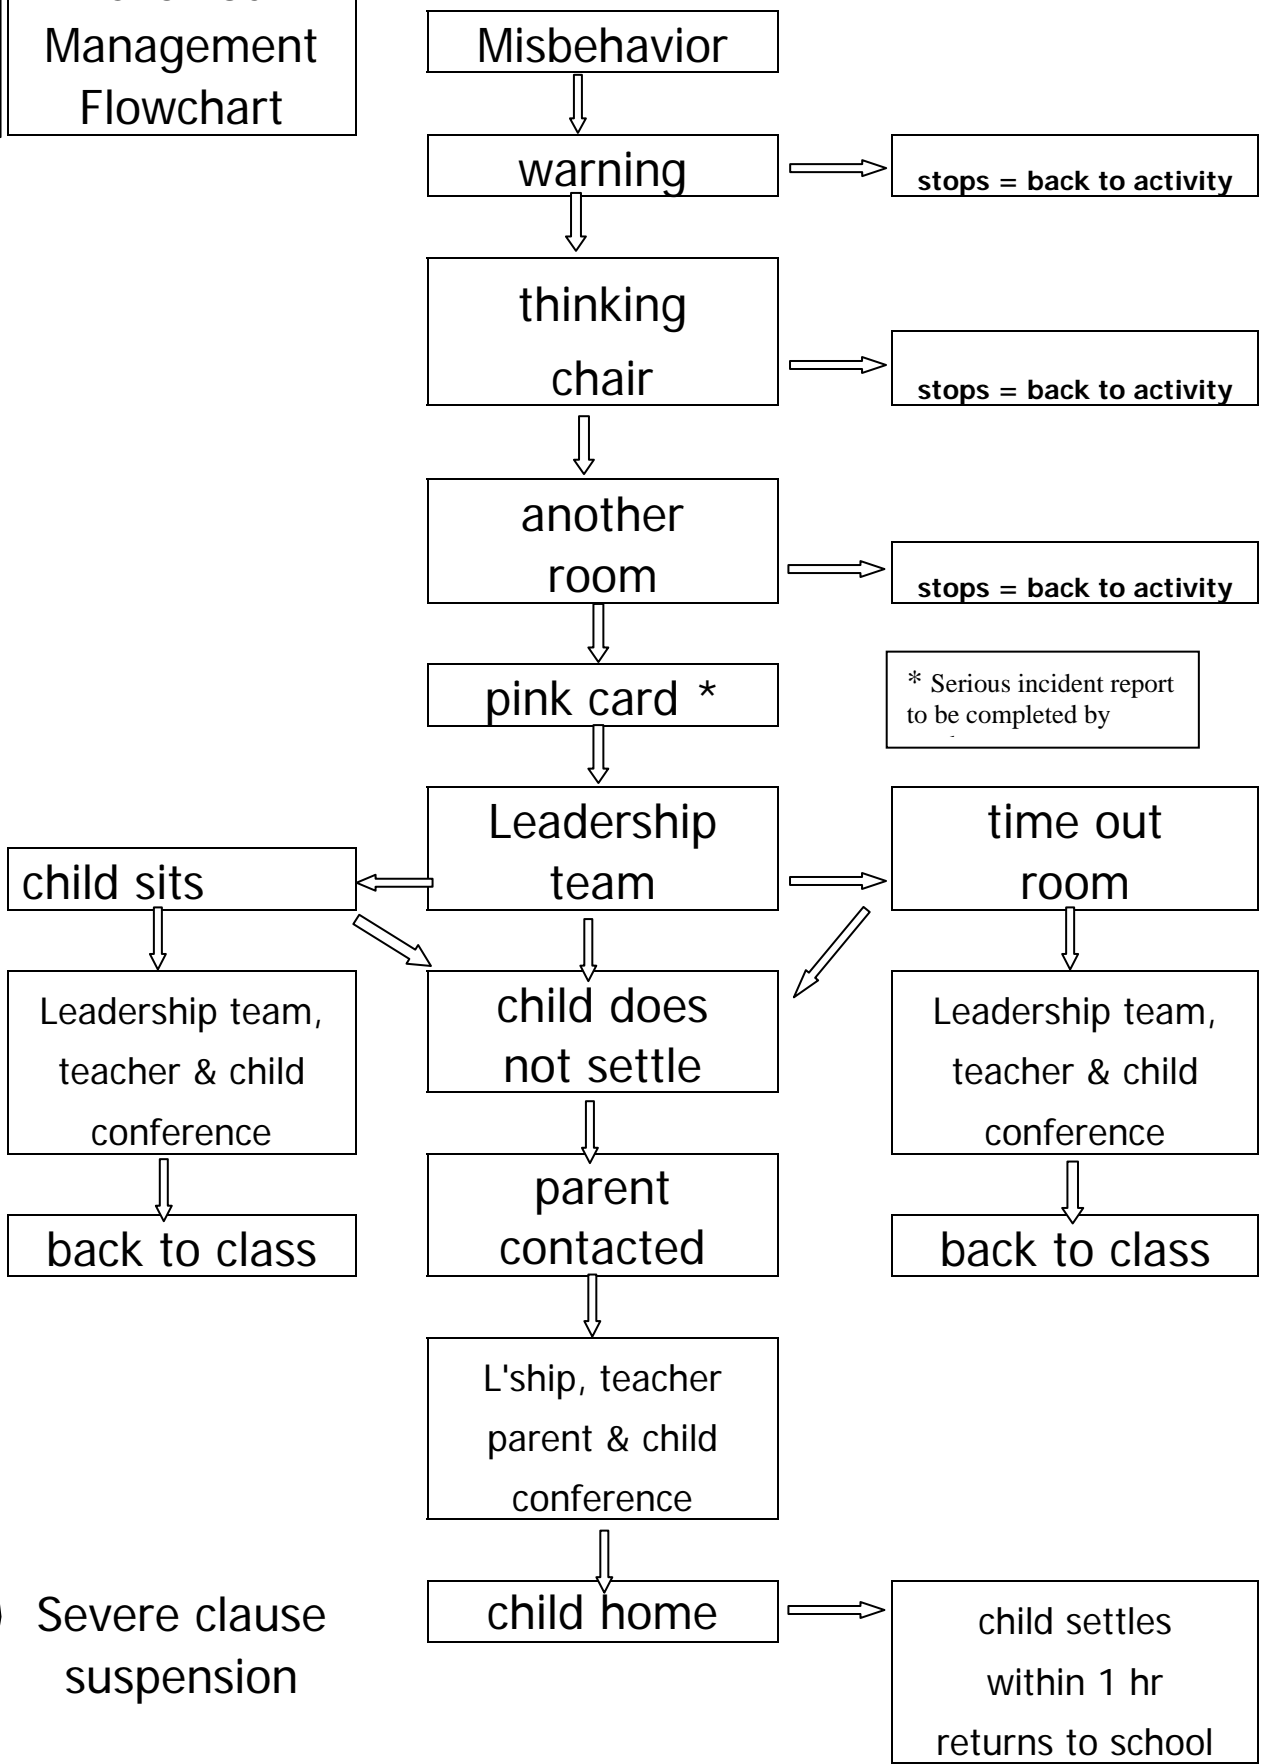 Management
Flowchart
Misbehavior
warning
stops = back to activity
thinking
chair
stops = back to activity
another
room
stops = back to activity
pink card *
* Serious incident report
to be completed by
Leadership
team
time out
room
child sits
Leadership team,
teacher & child
conference
child does
not settle
Leadership team,
teacher & child
conference
back to class
parent
contacted
back to class
L'ship, teacher
parent & child
conference
child home
Severe clause
suspension
child settles
within 1 hr
returns to school